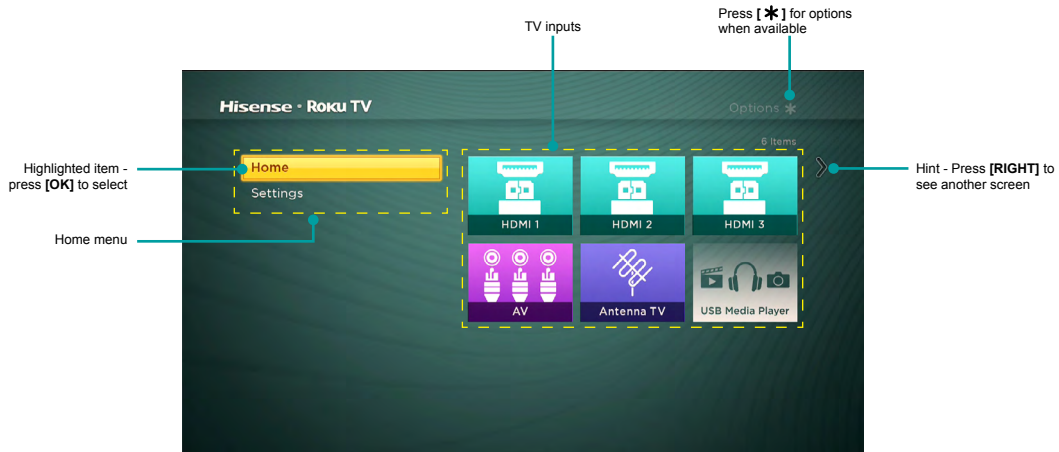 TV inputs
Press [ * ] for options
when available
Hisense • Roku TV
Options *
6 Items
Highlighted item -
press [OK] to select
Home
Settings
Home menu
HDMI 1
HDMI 2
HDMI 3
AV
Antenna TV
USB Media Player
Hint - Press [RIGHT] to
see another screen